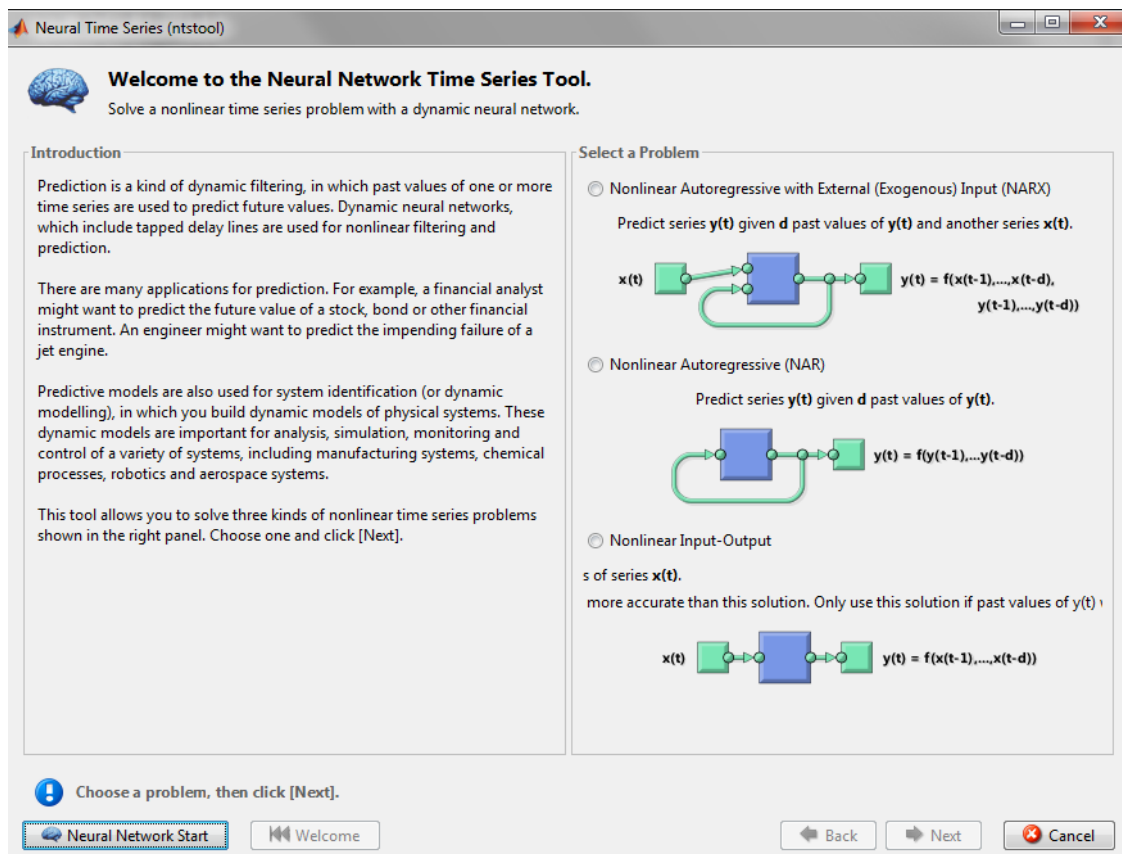 Neural Time Series (ntstool)
Welcome to the Neural Network Time Series Tool.
Solve a nonlinear time series problem with a dynamic neural network.
Introduction
Prediction is a kind of dynamic filtering, in which past values of one or more
time series are used to predict future values. Dynamic neural networks,
which include tapped delay lines are used for nonlinear filtering and
prediction.
There are many applications for prediction. For example, a financial analyst
might want to predict the future value of a stock, bond or other financial
instrument. An engineer might want to predict the impending failure of a
jet engine.
Predictive models are also used for system identification (or dynamic
modelling), in which you build dynamic models of physical systems. These
dynamic models are important for analysis, simulation, monitoring and
control of a variety of systems, including manufacturing systems, chemical
processes, robotics and aerospace systems.
This tool allows you to solve three kinds of nonlinear time series problems
shown in the right panel. Choose one and click [Next].
Select a Problem
Nonlinear Autoregressive with External (Exogenous) Input (NARX)
Predict series y(t) given d past values of y(t) and another series x(t).
x(t) y(t) = f(x(t-1),...,x(t-d),
y(t-1),...,y(t-d))
Nonlinear Autoregressive (NAR)
Predict series y(t) given d past values of y(t).
y(t) = f(y(t-1),...y(t-d))
Nonlinear Input-Output
s of series x(t).
more accurate than this solution. Only use this solution if past values of y(t)
x(t) y(t) = f(x(t-1),...,x(t-d))
Choose a problem, then click [Next].
Neural Network Start Welcome Back Next Cancel